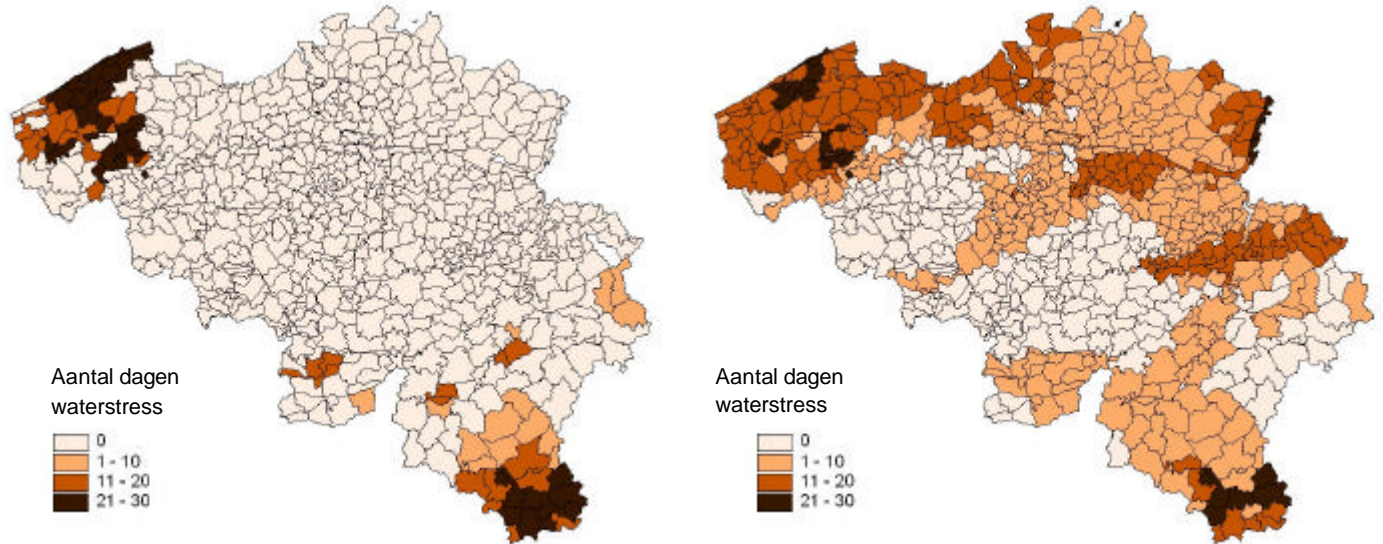 Aantal dagen
waterstress
0
1 - 10
11 - 20
21 - 30
Aantal dagen
waterstress
0
1 - 10
11 - 20
21 - 30